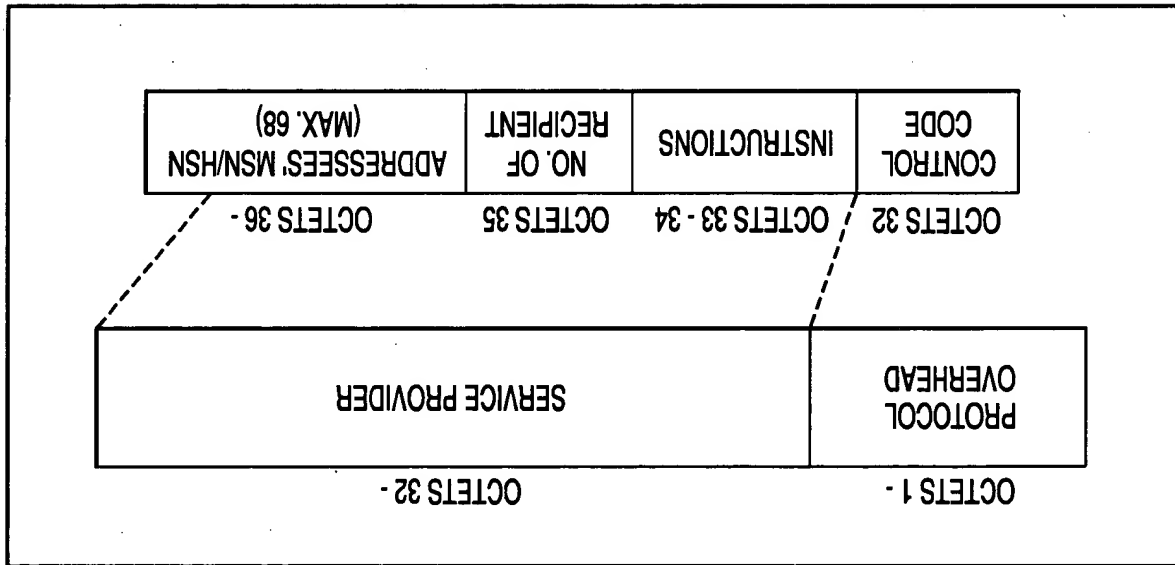 OCTETS 1 -
OCTETS 32 -
PROTOCOL
OVERHEAD
SERVICE PROVIDER
OCTETS 32
OCTETS 33 - 34
OCTETS 35
OCTETS 36 -
CONTROL
CODE
INSTRUCTIONS
NO. OF
RECIPIENT
ADDRESSEES' MSN/HSN
(MAX. 68)